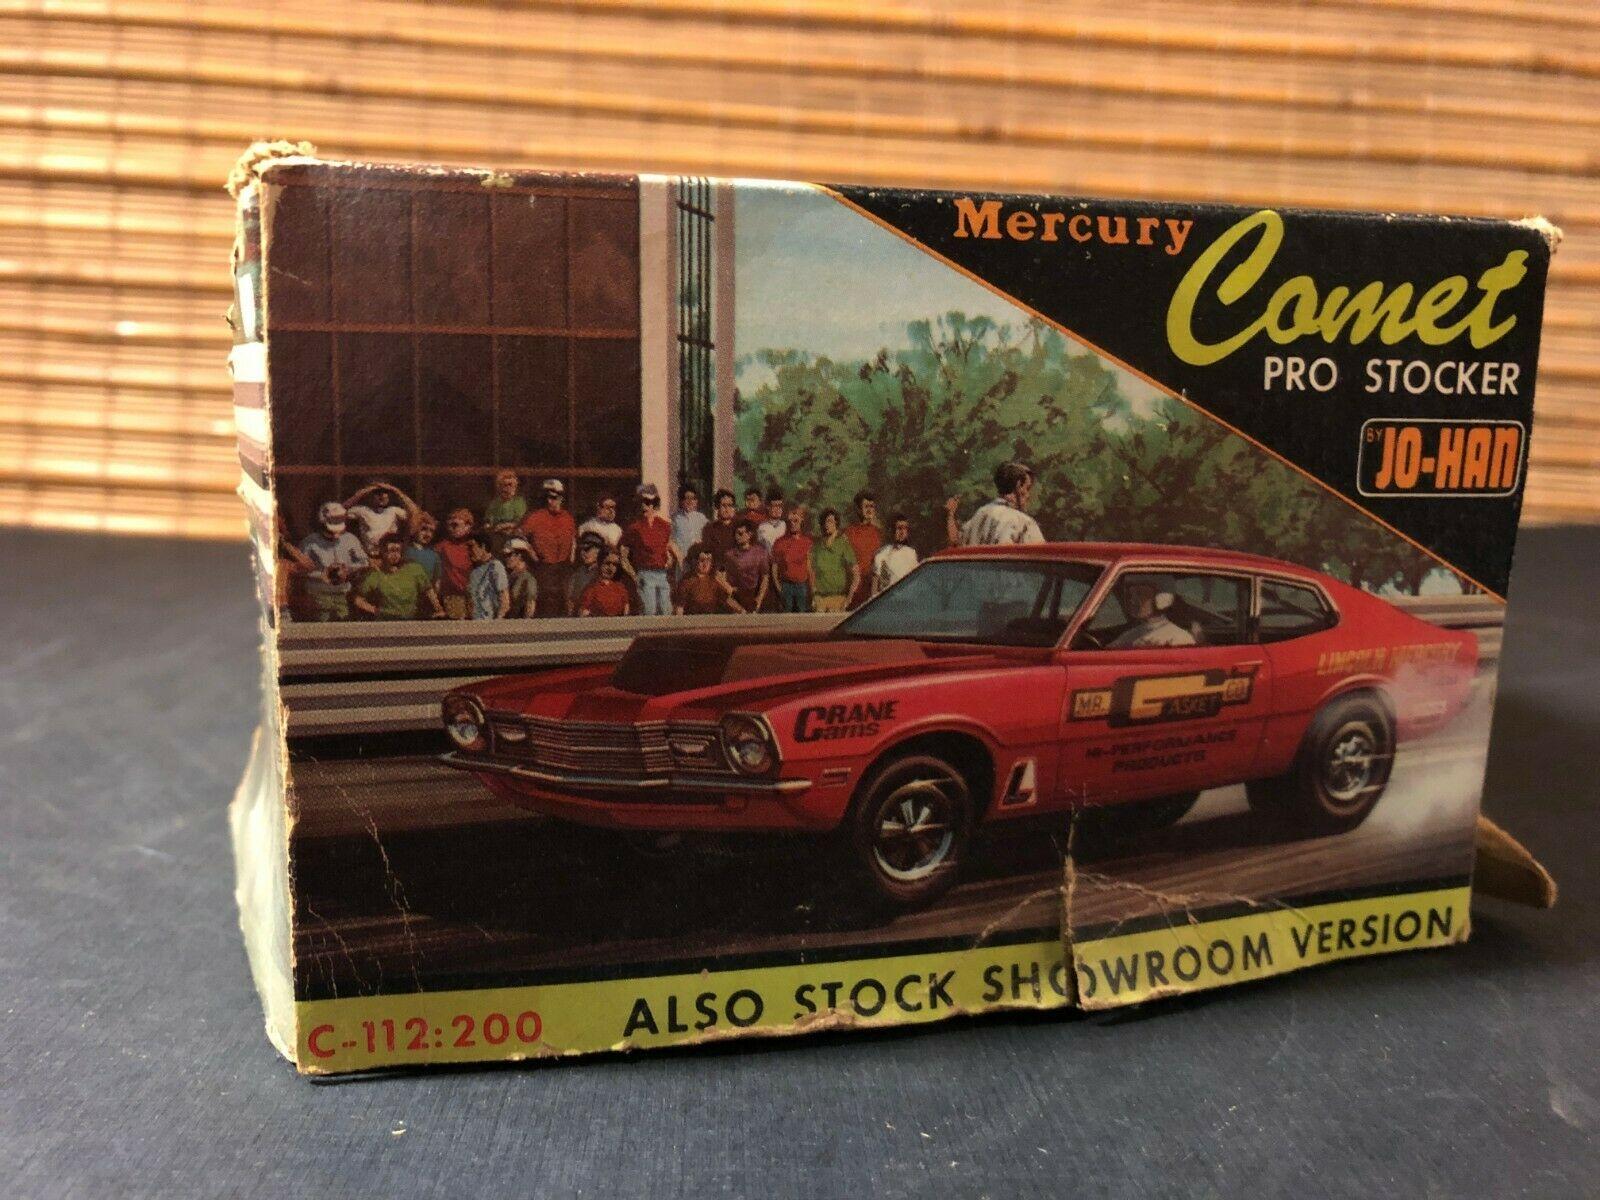 Mercury
Comet
PRO STOCKER
BY JO-HAN
LINCOLN MERCURY
CRANE
Cams
MR. GASKET CO.
HI-PERFORMANCE
PRODUCTS
L
C-112:200 ALSO STOCK SHOWROOM VERSION